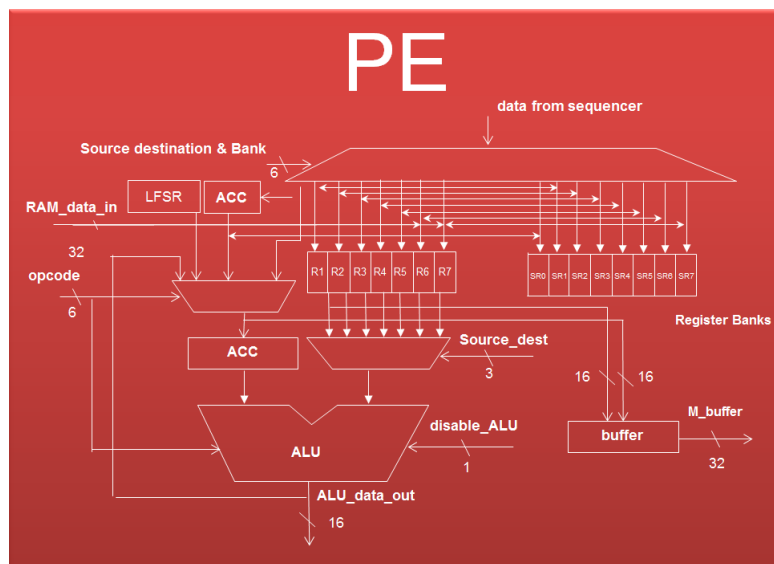 PE
data from sequencer
Source destination & Bank
6
LFSR
ACC
RAM_data_in
32
opcode
6
R1 R2 R3 R4 R5 R6 R7
SR0 SR1 SR2 SR3 SR4 SR5 SR6 SR7
Register Banks
ACC
Source_dest
3
16
16
M_buffer
disable_ALU
buffer
ALU
1
32
ALU_data_out
16